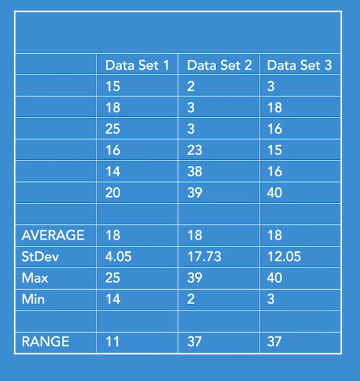 Data Set 1 Data Set 2 Data Set 3
15 2 3
18 3 18
25 3 16
16 23 15
14 38 16
20 39 40
AVERAGE 18 18 18
StDev 4.05 17.73 12.05
Max 25 39 40
Min 14 2 3
RANGE 11 37 37